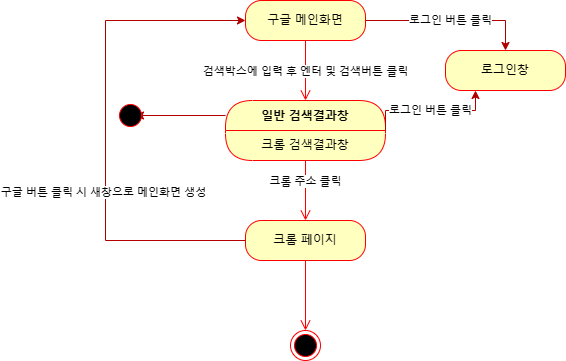 구글 메인화면
로그인 버튼 클릭
로그인창
검색박스에 입력 후 엔터 및 검색버튼 클릭
일반 검색결과창
로그인 버튼 클릭
크롬 검색결과창
크롬 주소 클릭
구글 버튼 클릭 시 새창으로 메인화면 생성
크롬 페이지